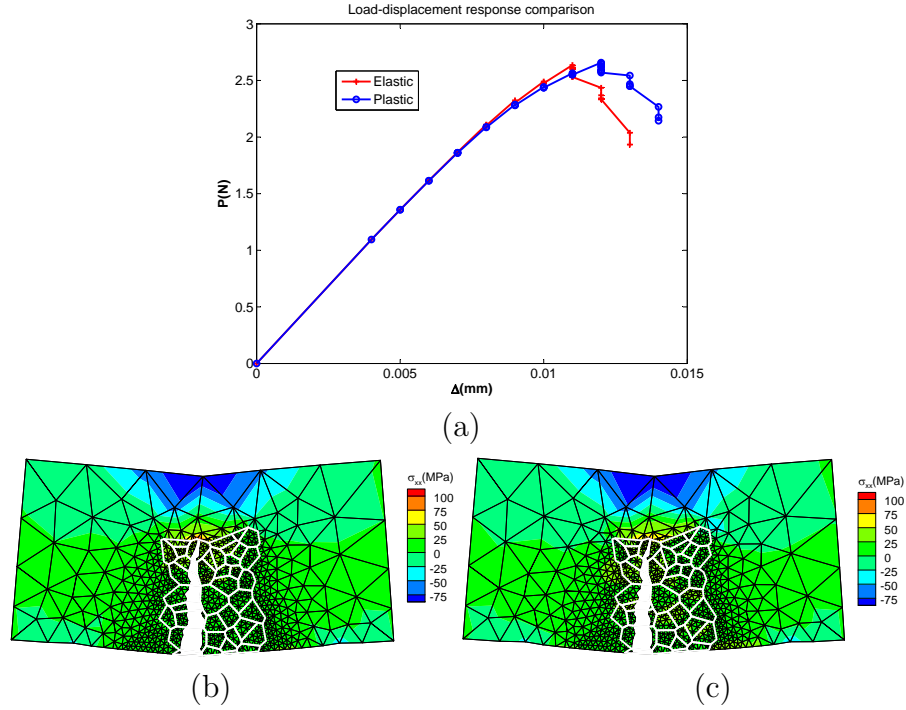 Load-displacement response comparison
3
2.5
2
1.5
1
0.5
0
P(N)
Elastic
Plastic
0 0.005 0.01 0.015
Δ(mm)
(a)
σxx(MPa)
100
75
50
25
0
-25
-50
-75
σxx(MPa)
100
75
50
25
0
-25
-50
-75
(b) (c)